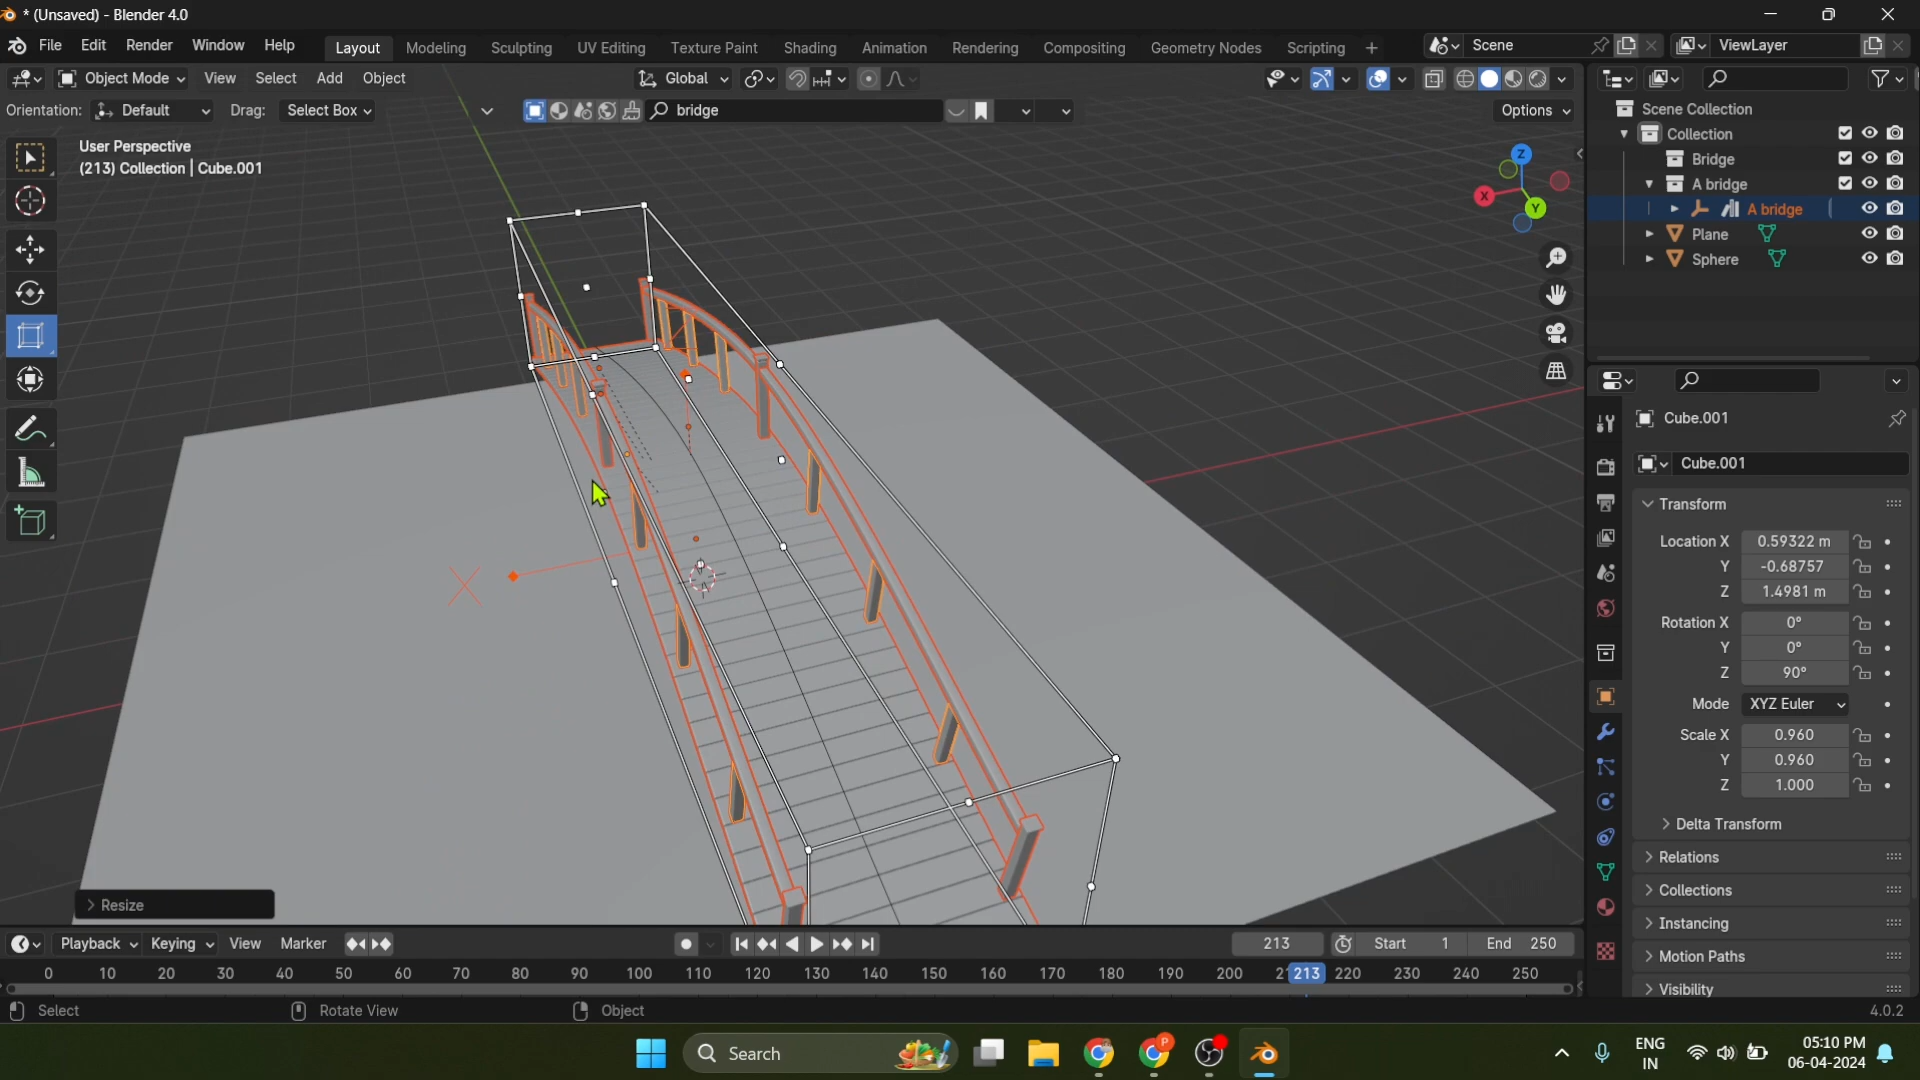 * (Unsaved) - Blender 4.0
File Edit Render Window Help Layout Modeling Sculpting UV Editing Texture Paint Shading Animation Rendering Compositing Geometry Nodes Scripting + Scene ViewLayer
Object Mode View Select Add Object Global
Orientation: Default Drag: Select Box bridge Options
User Perspective
(213) Collection | Cube.001
Z
X
Y
Resize
Scene Collection
Collection
Bridge
A bridge
A bridge
Plane
Sphere
Cube.001
Cube.001
Transform
Location X 0.59322 m
Y -0.68757
Z 1.4981 m
Rotation X 0°
Y 0°
Z 90°
Mode XYZ Euler
Scale X 0.960
Y 0.960
Z 1.000
Delta Transform
Relations
Collections
Instancing
Motion Paths
Visibility
Playback Keying View Marker 213 Start 1 End 250
0 10 20 30 40 50 60 70 80 90 100 110 120 130 140 150 160 170 180 190 200 213 220 230 240 250
Select Rotate View Object 4.0.2
Search P ENG 05:10 PM
IN 06-04-2024